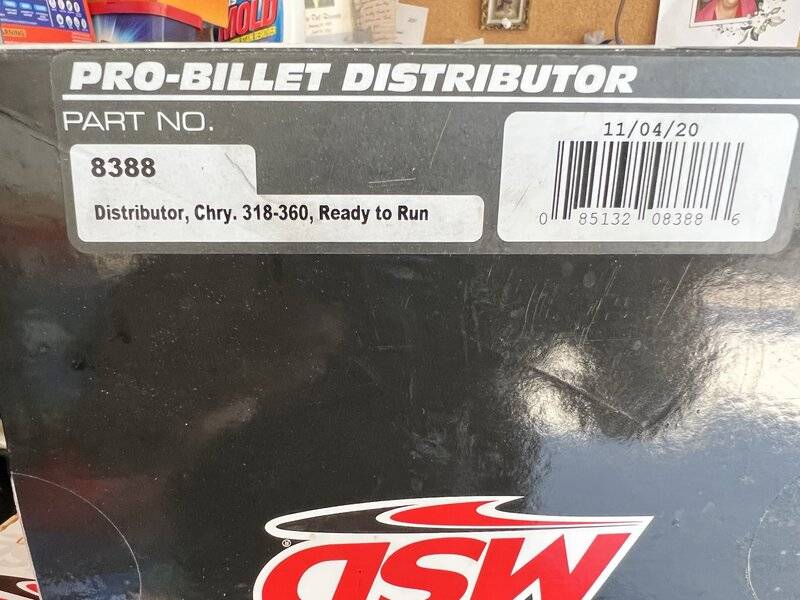 MOLD
PRO-BILLET DISTRIBUTOR
PART NO.
8388
Distributor, Chry. 318-360, Ready to Run
11/04/20
0 85132 08388 6
MSD
®